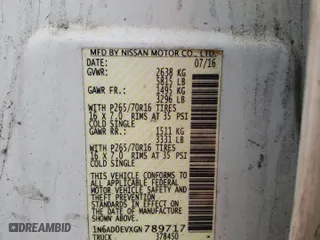 MFD BY NISSAN MOTOR CO., LTD.
DATE: 07/16
GVWR: 2638 KG
5815 LB
GAWR FR: 1495 KG
3296 LB
WITH P265/70R16 TIRES
16 X 7.0 RIMS AT 35 PSI
COLD SINGLE
GAWR RR: 1511 KG
3331 LB
WITH P265/70R16 TIRES
16 X 7.0 RIMS AT 35 PSI
COLD SINGLE
THIS VEHICLE CONFORMS TO
ALL APPLICABLE FEDERAL
MOTOR VEHICLE SAFETY AND
THEFT PREVENTION STANDARDS
IN EFFECT ON THE DATE OF
MANUFACTURE SHOWN ABOVE.
1N6AD0EVXGN789717
TRUCK 378450
DREAMBID